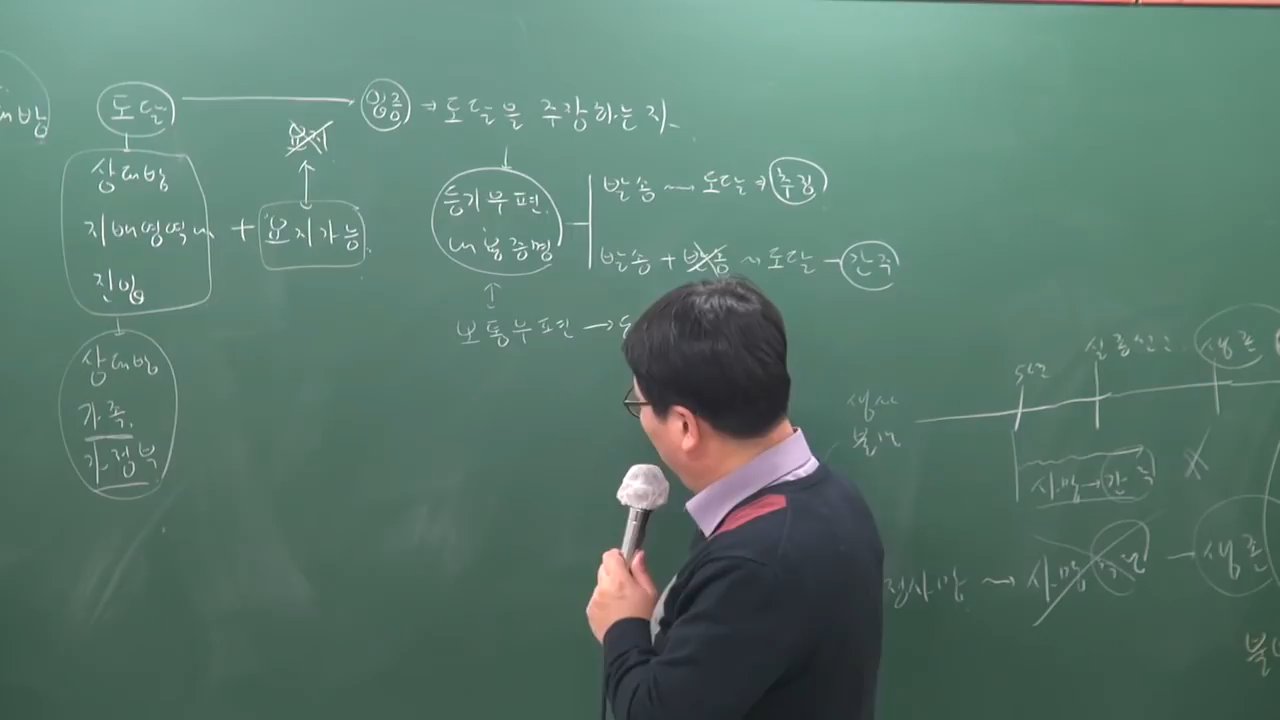 도달 → 입증 → 도달을 주장하는 자
요지
상대방
지배영역내 + 요지가능
진입
상대방
가족.
가정부
등기우편.
내용증명
발송 ~ 도달 → 추정
발송 + 반송 ~ 도달 - 간주
보통우편 →
생사
불명
5년
실종선고
생존
사망→간주
X
사망
→ 생존